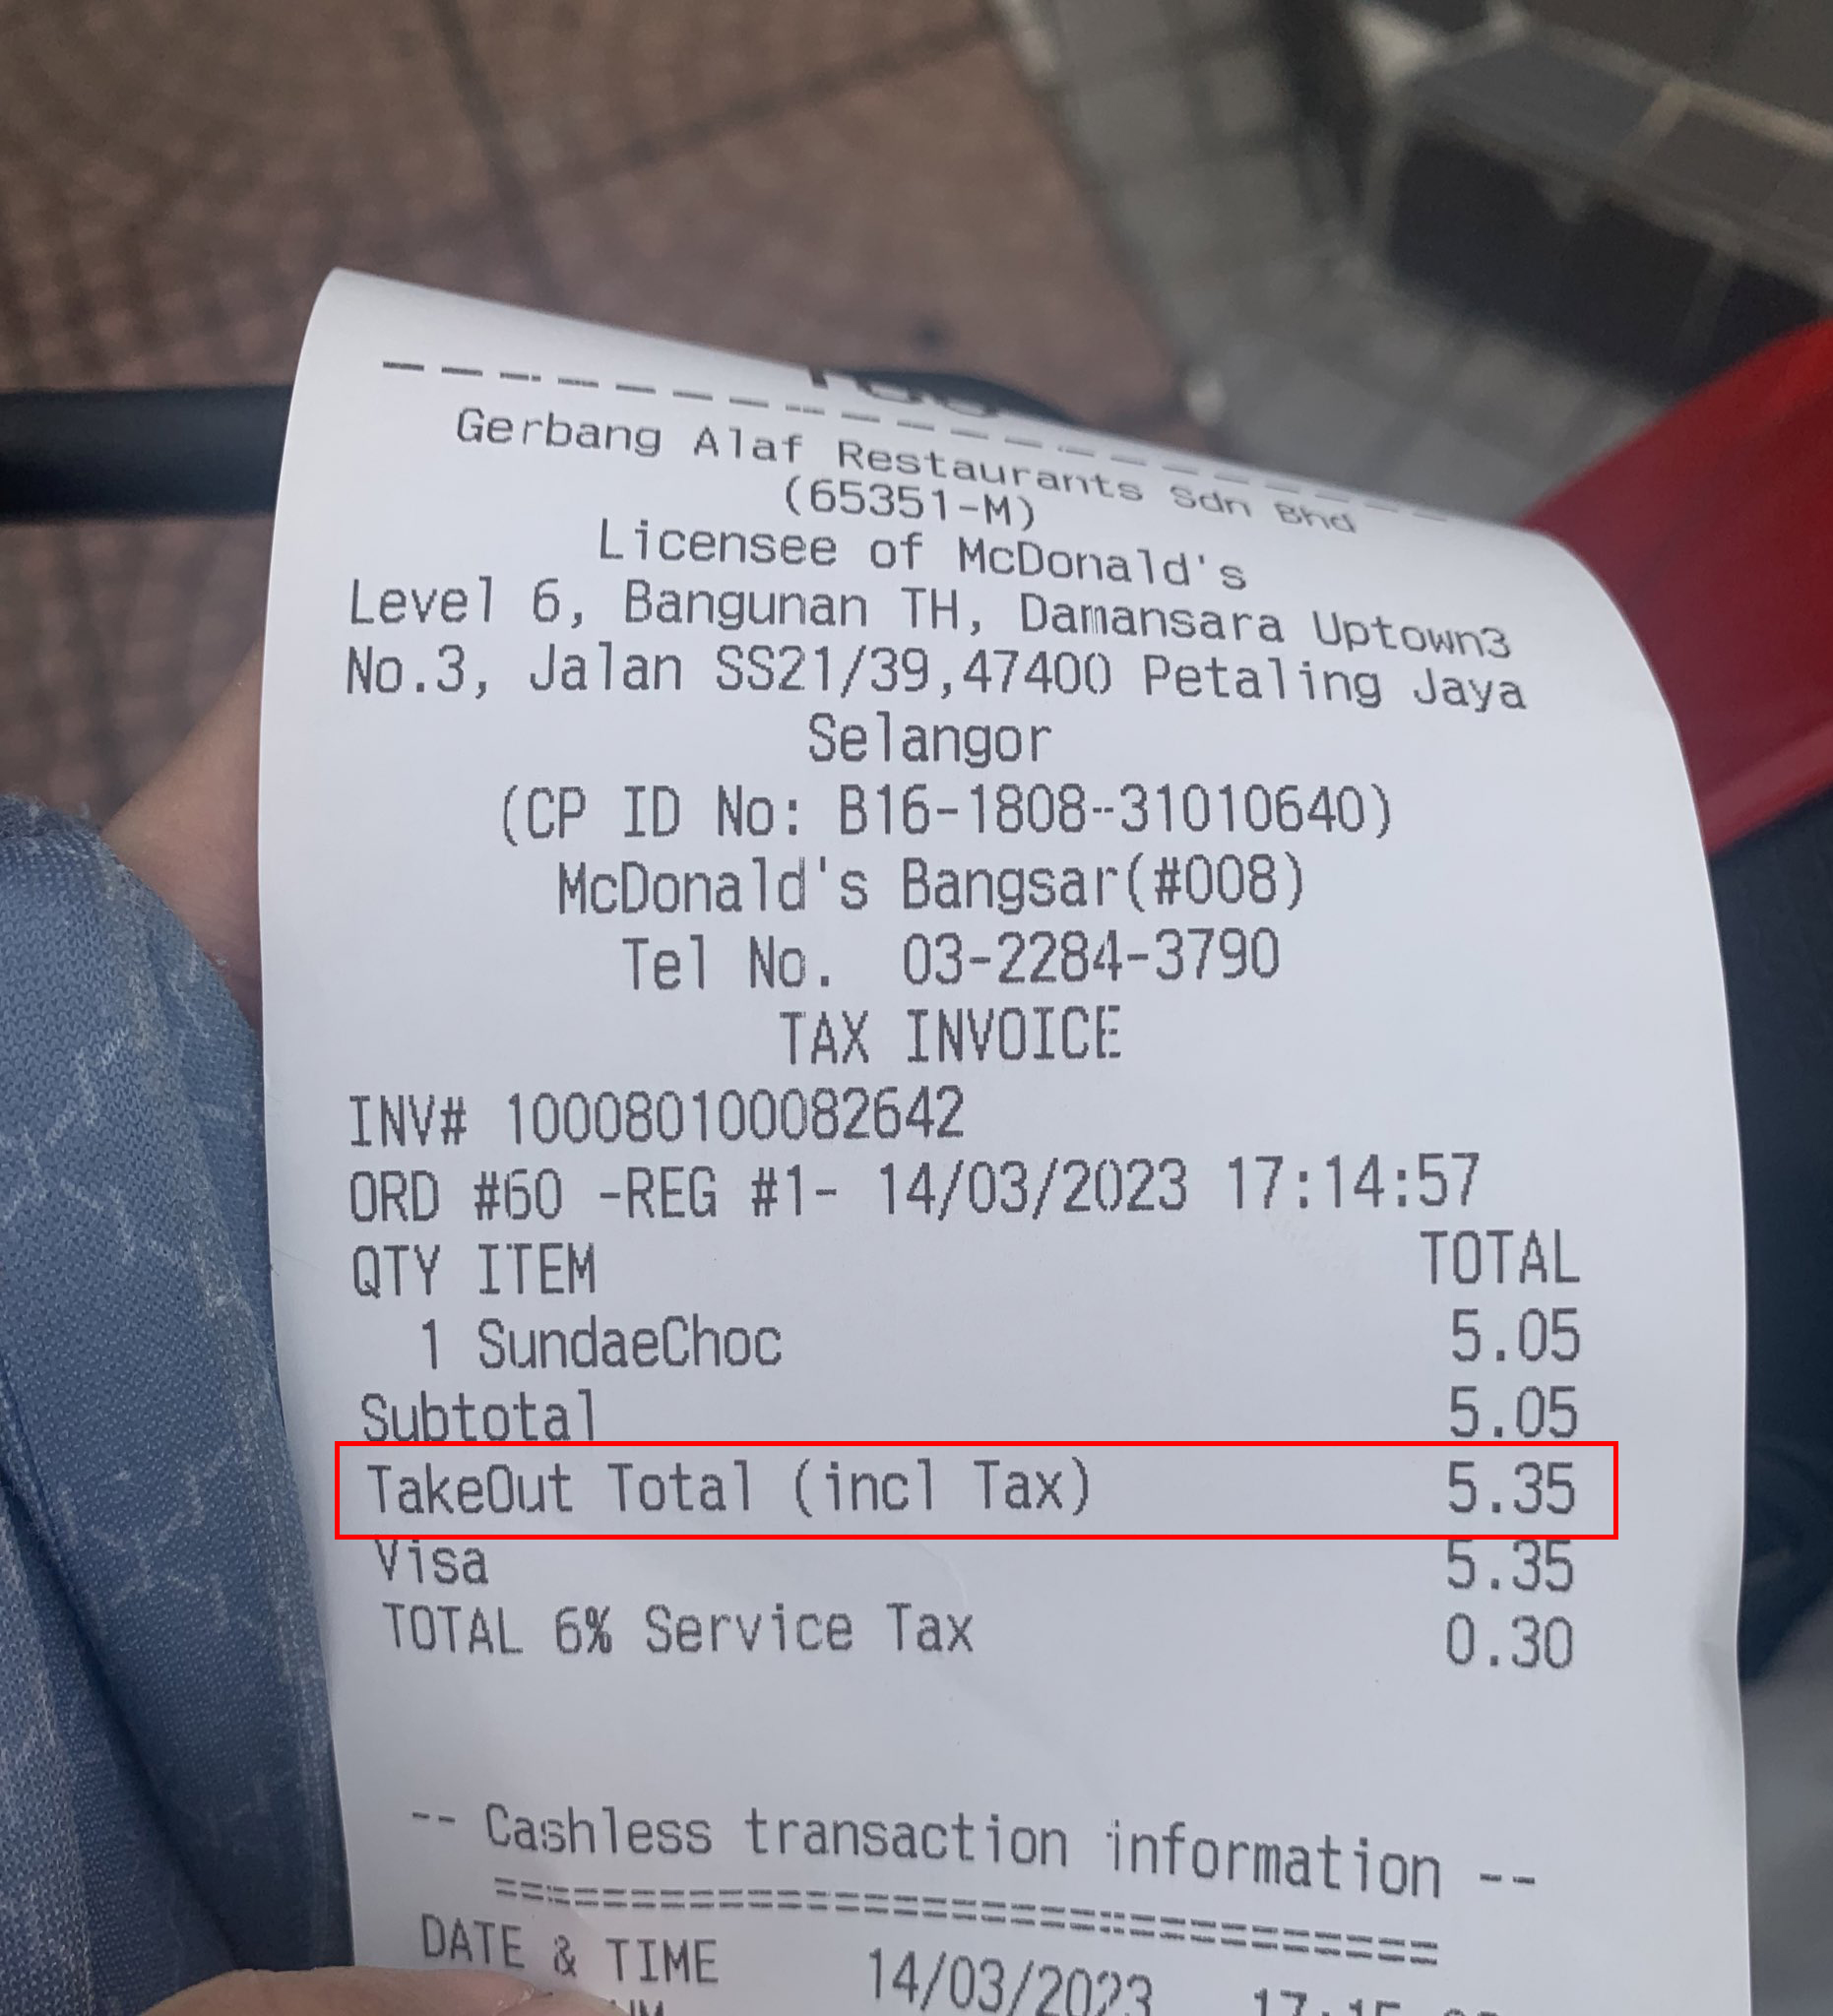 Gerbang Alaf Restaurants Sdn Bhd
(65351-M)
Licensee of McDonald's
Level 6, Bangunan TH, Damansara Uptown3
No.3, Jalan SS21/39,47400 Petaling Jaya
Selangor
(CP ID No: B16-1808-31010640)
McDonald's Bangsar(#008)
Tel No.  03-2284-3790
TAX INVOICE
INV# 100080100082642
ORD #60 -REG #1- 14/03/2023 17:14:57
QTY ITEM TOTAL
1 SundaeChoc 5.05
Subtotal 5.05
TakeOut Total (incl Tax) 5.35
Visa 5.35
TOTAL 6% Service Tax 0.30
-- Cashless transaction information --
==============================
DATE & TIME 14/03/2023